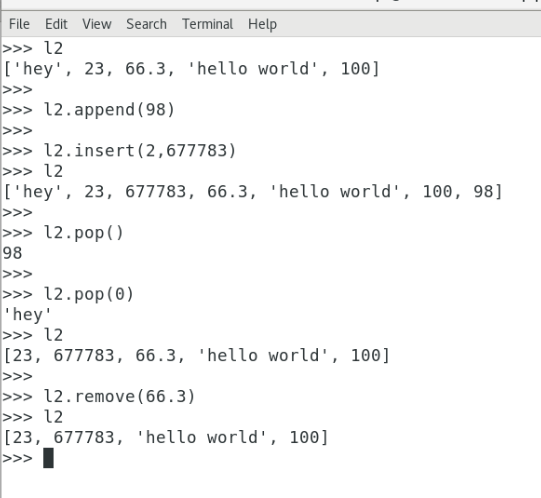 File Edit View Search Terminal Help
>>> l2
['hey', 23, 66.3, 'hello world', 100]
>>>
>>> l2.append(98)
>>>
>>> l2.insert(2,677783)
>>> l2
['hey', 23, 677783, 66.3, 'hello world', 100, 98]
>>>
>>> l2.pop()
98
>>>
>>> l2.pop(0)
'hey'
>>> l2
[23, 677783, 66.3, 'hello world', 100]
>>>
>>> l2.remove(66.3)
>>> l2
[23, 677783, 'hello world', 100]
>>>